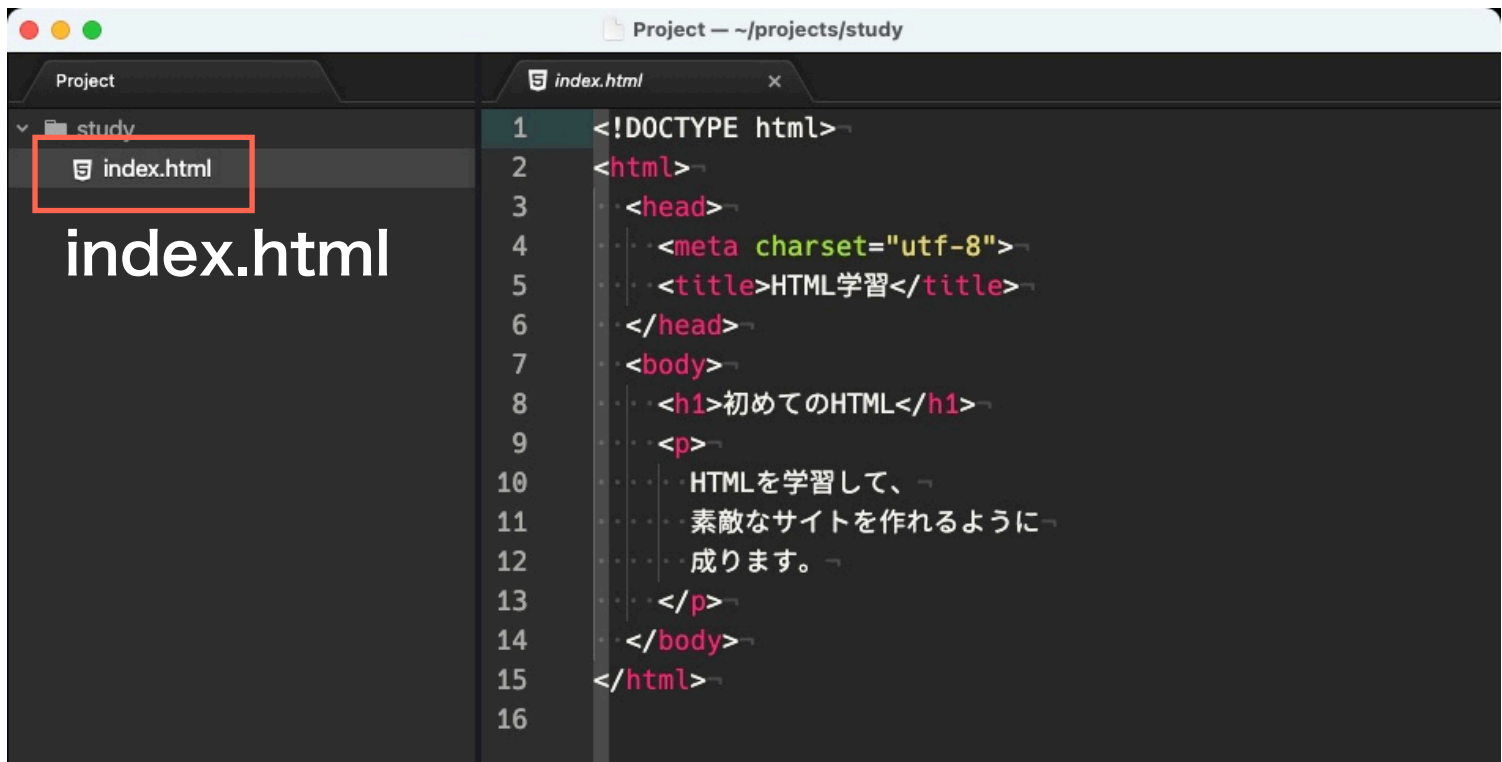 Project — ~/projects/study
Project
index.html
study
index.html
index.html
1 <!DOCTYPE html>
2 <html>
3 <head>
4 <meta charset="utf-8">
5 <title>HTML学習</title>
6 </head>
7 <body>
8 <h1>初めてのHTML</h1>
9 <p>
10 HTMLを学習して、
11 素敵なサイトを作れるように
12 成ります。
13 </p>
14 </body>
15 </html>
16